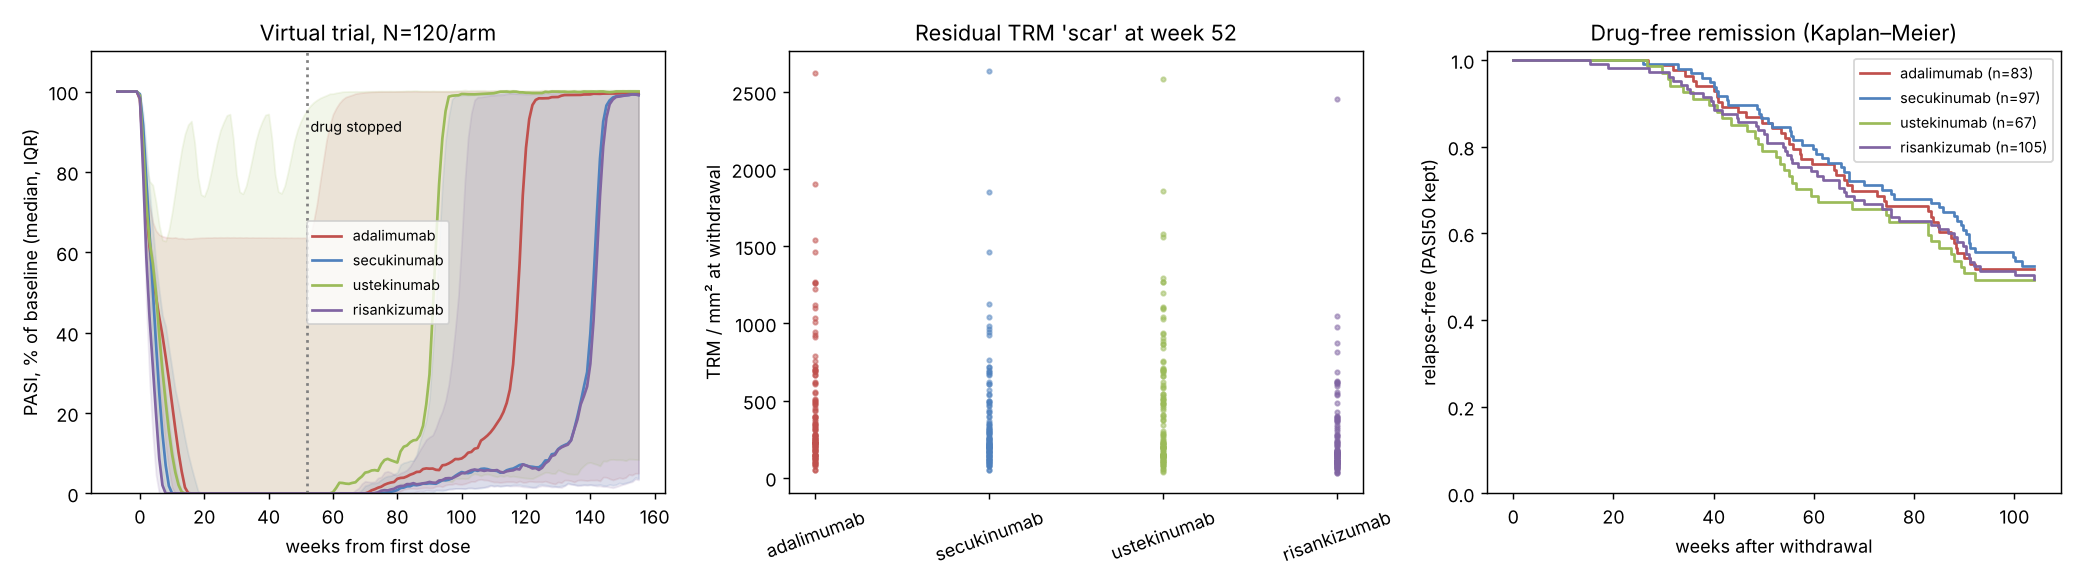 Virtual trial, N=120/arm
PASI, % of baseline (median, IQR)
100
80
60
40
20
0
drug stopped
adalimumab
secukinumab
ustekinumab
risankizumab
0 20 40 60 80 100 120 140 160
weeks from first dose
Residual TRM 'scar' at week 52
TRM / mm² at withdrawal
2500
2000
1500
1000
500
0
adalimumab
secukinumab
ustekinumab
risankizumab
Drug-free remission (Kaplan–Meier)
relapse-free (PASI50 kept)
1.0
0.8
0.6
0.4
0.2
0.0
adalimumab (n=83)
secukinumab (n=97)
ustekinumab (n=67)
risankizumab (n=105)
0 20 40 60 80 100
weeks after withdrawal